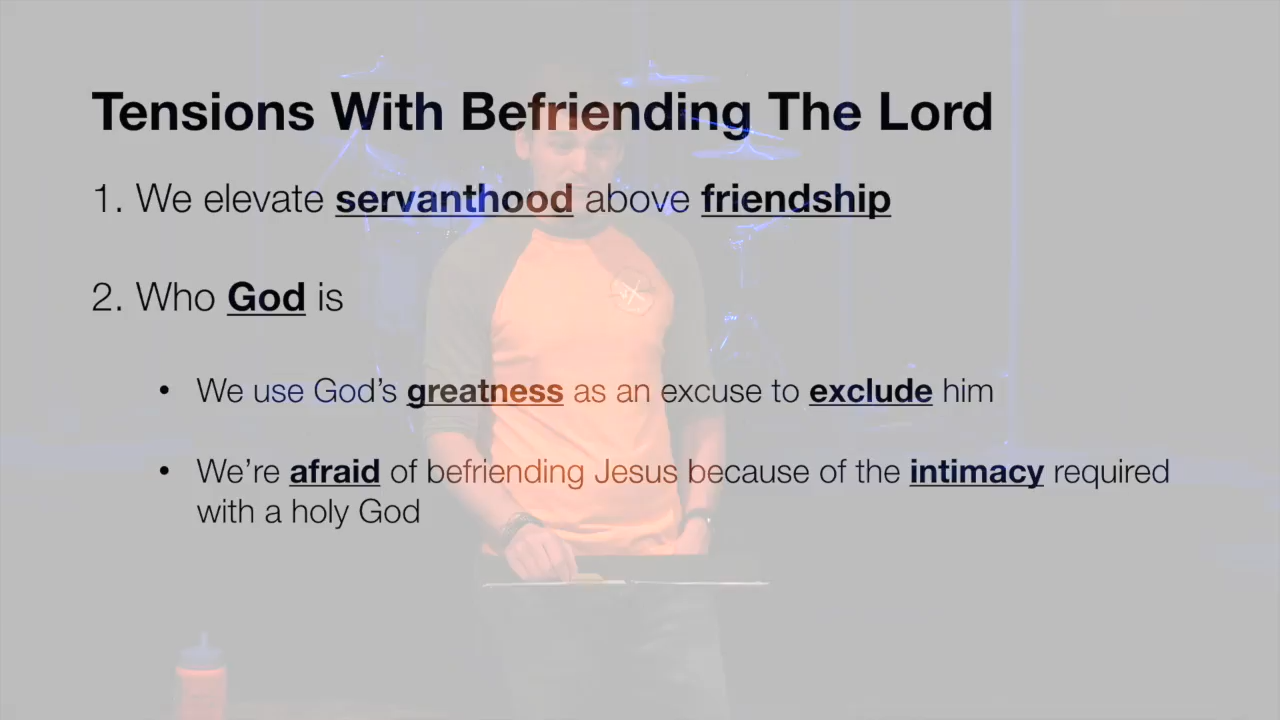 Tensions With Befriending The Lord
1. We elevate servanthood above friendship
2. Who God is
• We use God’s greatness as an excuse to exclude him
• We’re afraid of befriending Jesus because of the intimacy required
with a holy God